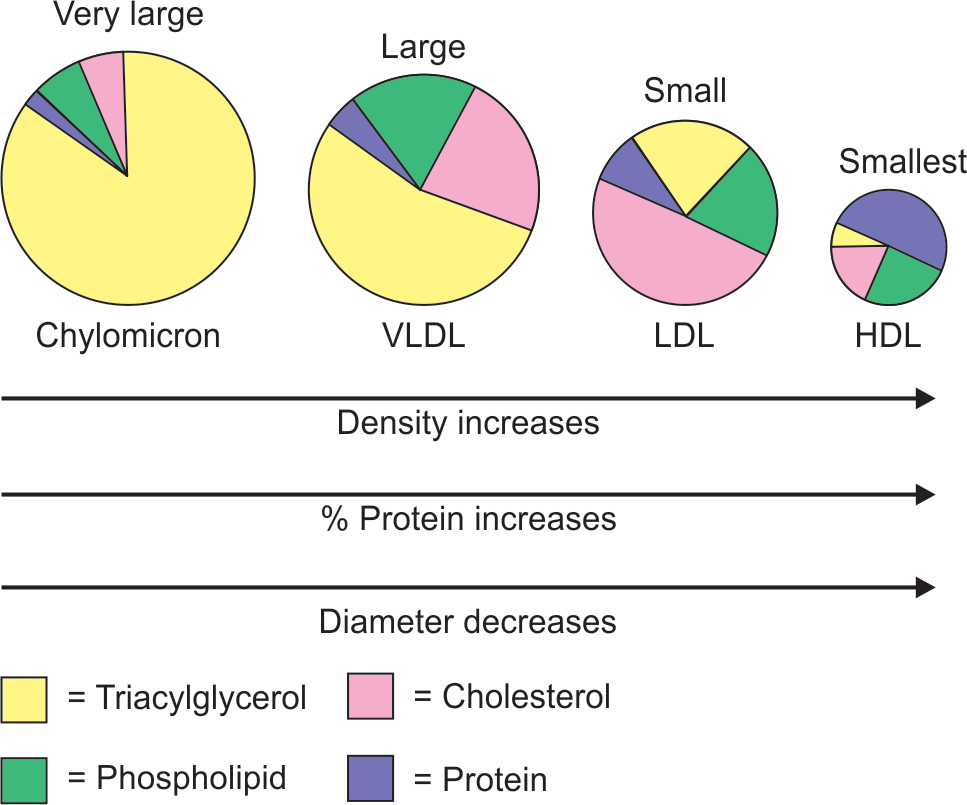 Very large
Large
Small
Smallest
Chylomicron
VLDL
LDL
HDL
Density increases
% Protein increases
Diameter decreases
= Triacylglycerol
= Cholesterol
= Phospholipid
= Protein